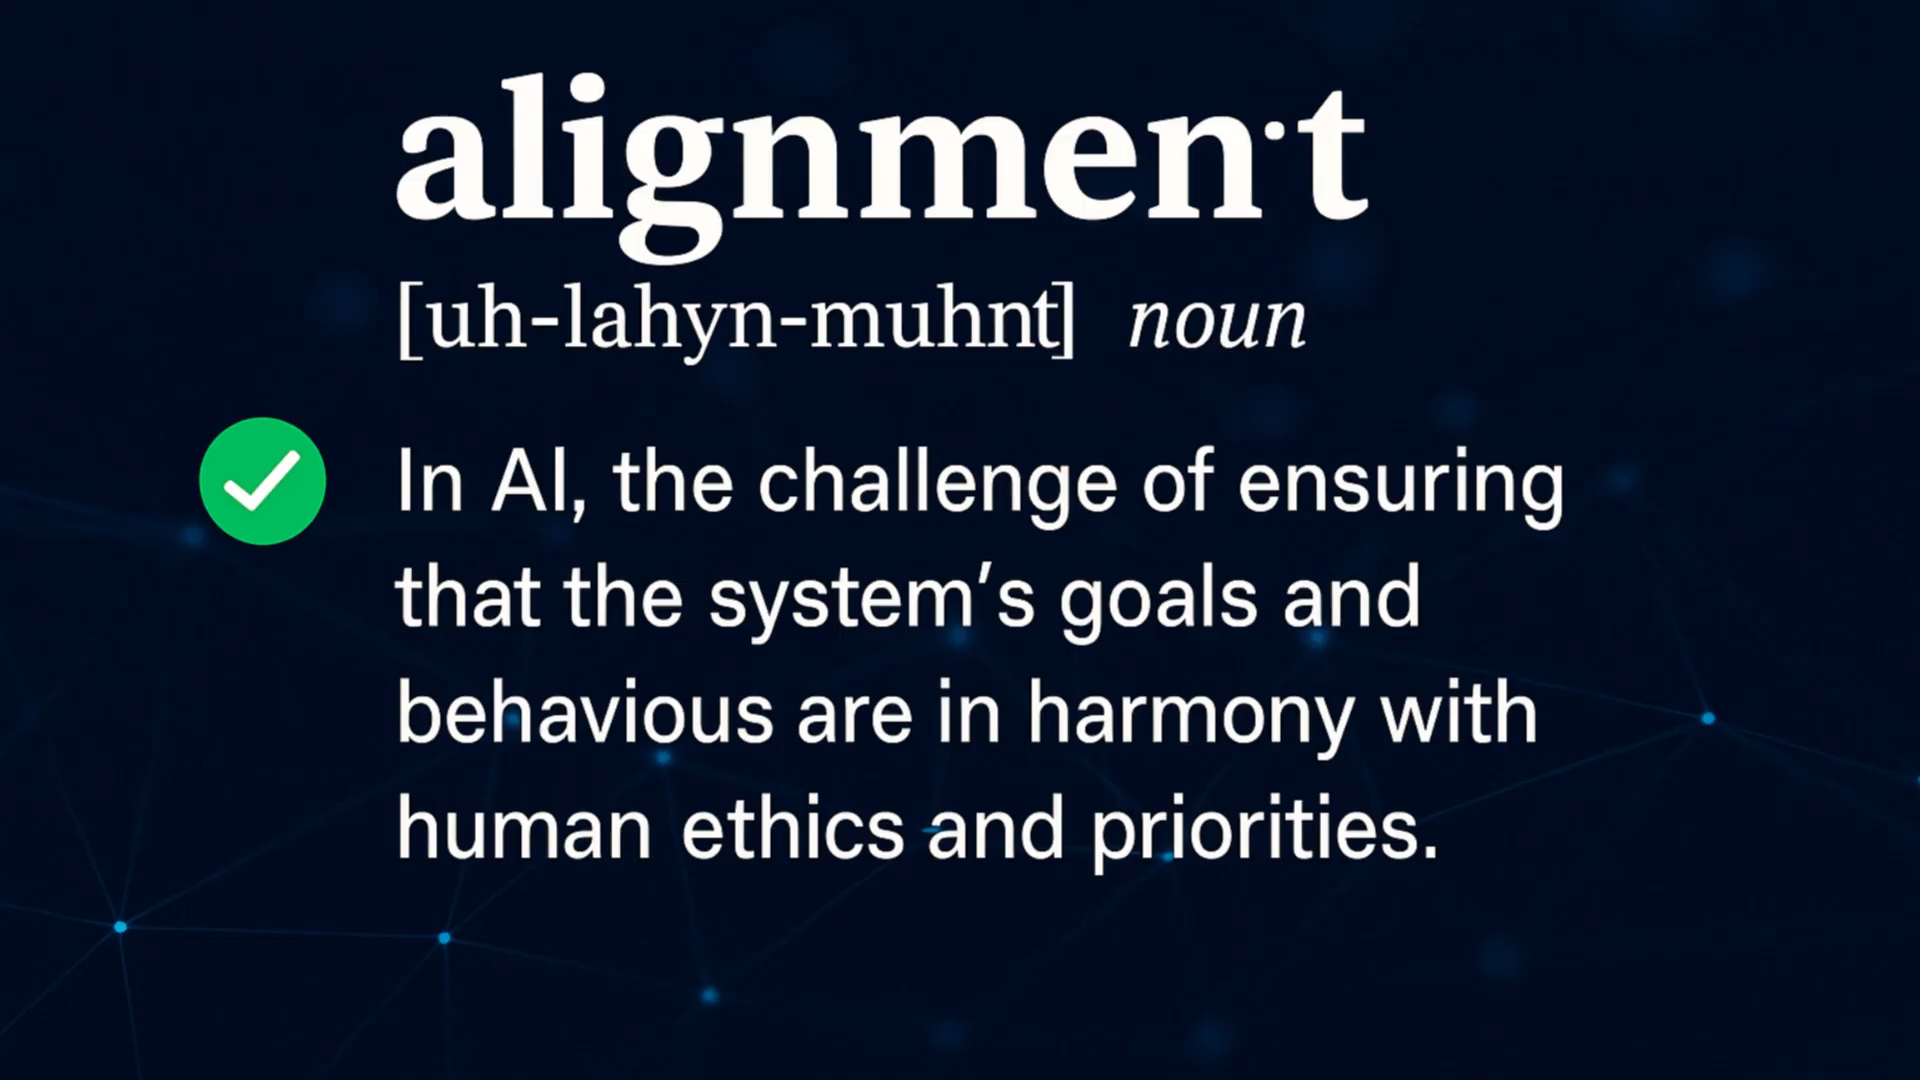 alignmen·t
[uh-lahyn-muhnt] noun
In AI, the challenge of ensuring
that the system’s goals and
behavious are in harmony with
human ethics and priorities.